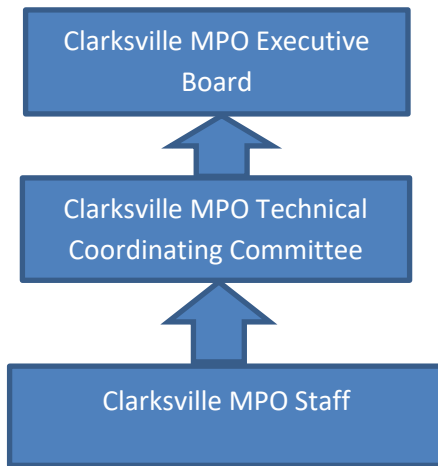 Clarksville MPO Executive
Board
Clarksville MPO Technical
Coordinating Committee
Clarksville MPO Staff